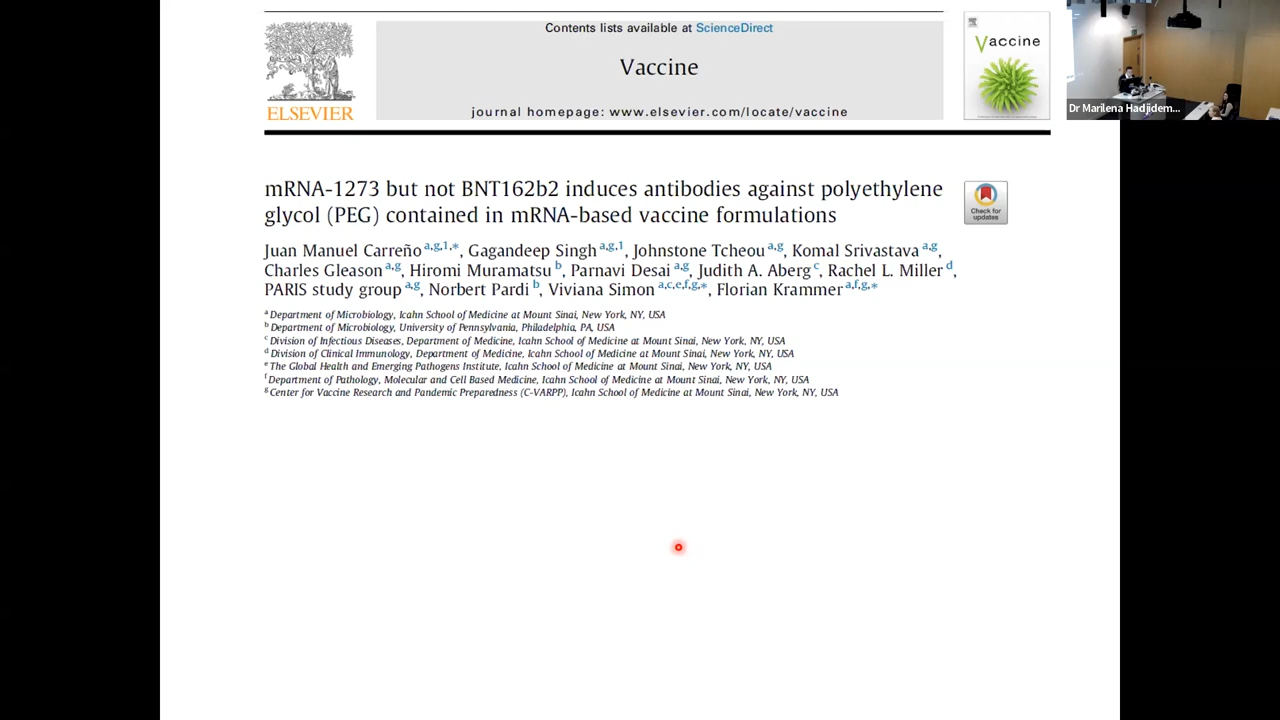 Contents lists available at ScienceDirect
Vaccine
journal homepage: www.elsevier.com/locate/vaccine
ELSEVIER
Vaccine
Dr Marilena Hadjidem...
mRNA-1273 but not BNT162b2 induces antibodies against polyethylene
glycol (PEG) contained in mRNA-based vaccine formulations
Check for
updates
Juan Manuel Carreño a,g,1,*, Gagandeep Singh a,g,1, Johnstone Tcheou a,g, Komal Srivastava a,g,
Charles Gleason a,g, Hiromi Muramatsu b, Parnavi Desai a,g, Judith A. Aberg c, Rachel L. Miller d,
PARIS study group a,g, Norbert Pardi b, Viviana Simon a,c,e,f,g,*, Florian Krammer a,f,g,*
a Department of Microbiology, Icahn School of Medicine at Mount Sinai, New York, NY, USA
b Department of Microbiology, University of Pennsylvania, Philadelphia, PA, USA
c Division of Infectious Diseases, Department of Medicine, Icahn School of Medicine at Mount Sinai, New York, NY, USA
d Division of Clinical Immunology, Department of Medicine, Icahn School of Medicine at Mount Sinai, New York, NY, USA
e The Global Health and Emerging Pathogens Institute, Icahn School of Medicine at Mount Sinai, New York, NY, USA
f Department of Pathology, Molecular and Cell Based Medicine, Icahn School of Medicine at Mount Sinai, New York, NY, USA
g Center for Vaccine Research and Pandemic Preparedness (C-VARPP), Icahn School of Medicine at Mount Sinai, New York, NY, USA